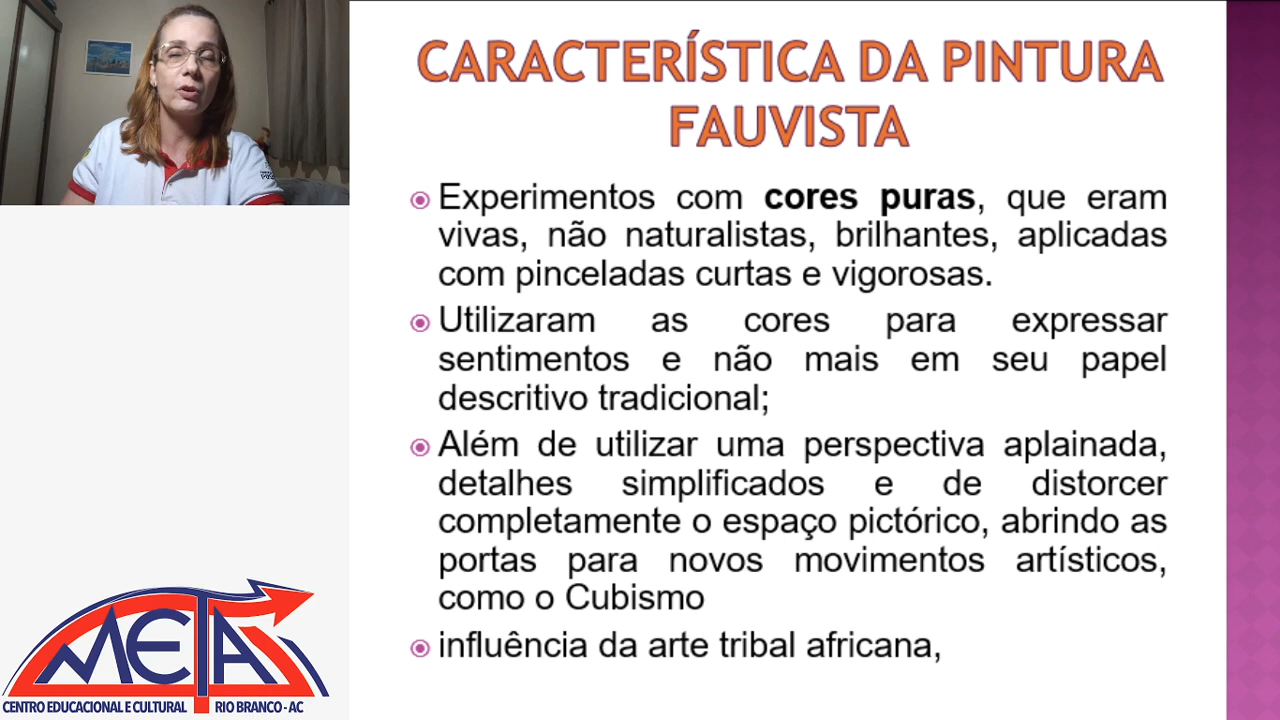 CARACTERÍSTICA DA PINTURA
FAUVISTA
Experimentos com cores puras, que eram
vivas, não naturalistas, brilhantes, aplicadas
com pinceladas curtas e vigorosas.
Utilizaram as cores para expressar
sentimentos e não mais em seu papel
descritivo tradicional;
Além de utilizar uma perspectiva aplainada,
detalhes simplificados e de distorcer
completamente o espaço pictórico, abrindo as
portas para novos movimentos artísticos,
como o Cubismo
influência da arte tribal africana,
META
CENTRO EDUCACIONAL E CULTURAL RIO BRANCO - AC